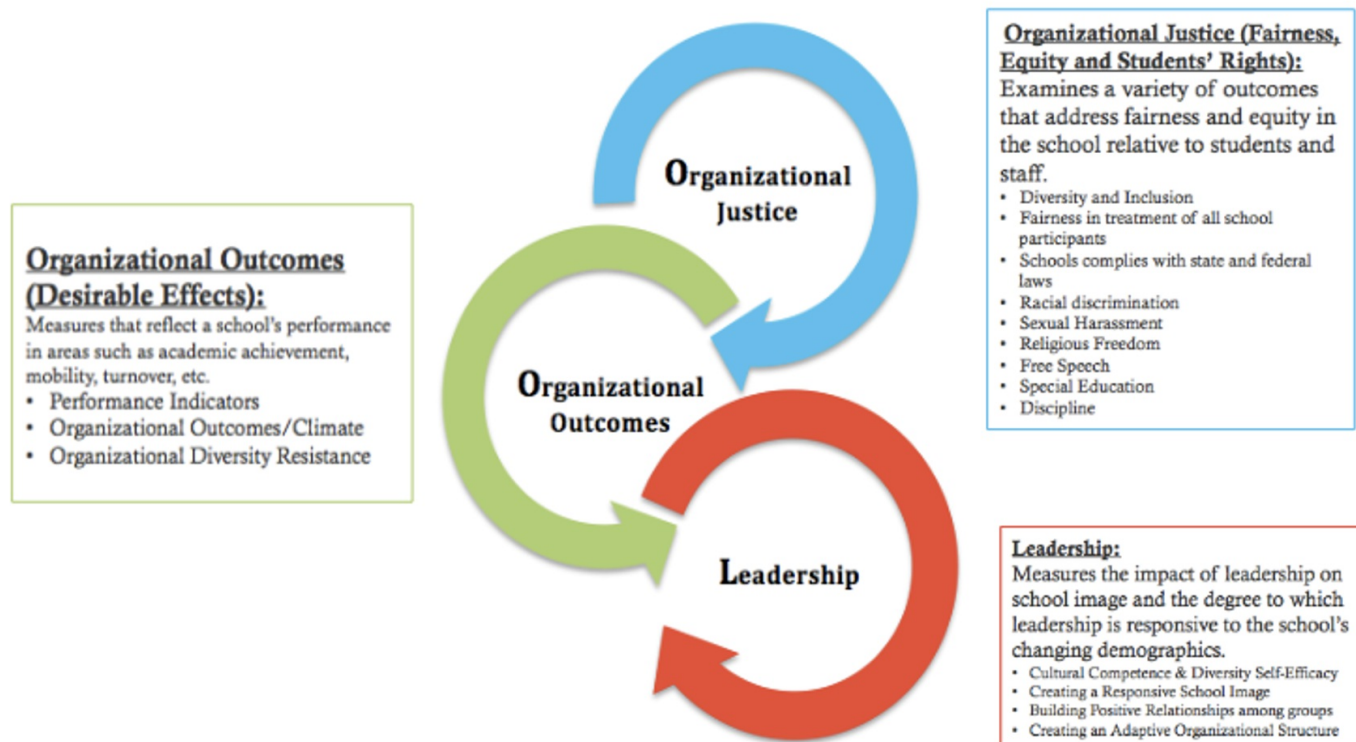 Organizational Justice (Fairness,
Equity and Students' Rights):
Examines a variety of outcomes
that address fairness and equity in
the school relative to students and
staff.
• Diversity and Inclusion
• Fairness in treatment of all school
participants
• Schools complies with state and federal
laws
• Racial discrimination
• Sexual Harassment
• Religious Freedom
• Free Speech
• Special Education
• Discipline
Organizational
Justice
Organizational Outcomes
(Desirable Effects):
Measures that reflect a school's performance
in areas such as academic achievement,
mobility, turnover, etc.
• Performance Indicators
• Organizational Outcomes/Climate
• Organizational Diversity Resistance
Organizational
Outcomes
Leadership
Leadership:
Measures the impact of leadership on
school image and the degree to which
leadership is responsive to the school's
changing demographics.
• Cultural Competence & Diversity Self-Efficacy
• Creating a Responsive School Image
• Building Positive Relationships among groups
• Creating an Adaptive Organizational Structure